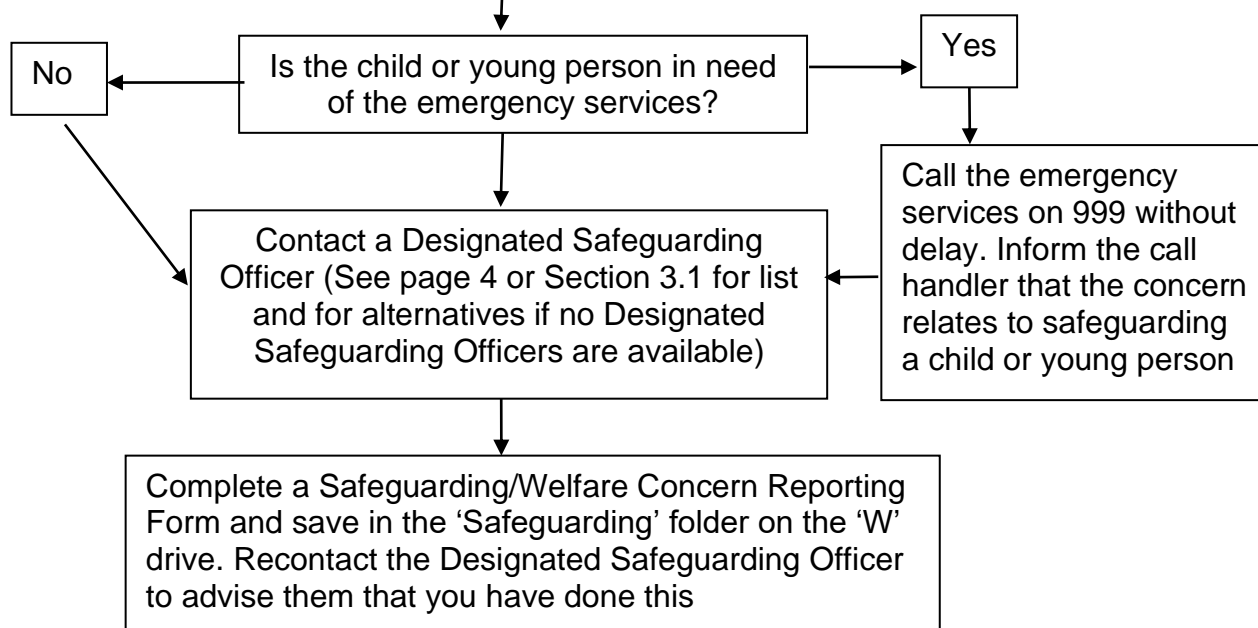 No
Is the child or young person in need
of the emergency services?
Yes
Call the emergency
services on 999 without
delay. Inform the call
handler that the concern
relates to safeguarding
a child or young person
Contact a Designated Safeguarding
Officer (See page 4 or Section 3.1 for list
and for alternatives if no Designated
Safeguarding Officers are available)
Complete a Safeguarding/Welfare Concern Reporting
Form and save in the ‘Safeguarding’ folder on the ‘W’
drive. Recontact the Designated Safeguarding Officer
to advise them that you have done this